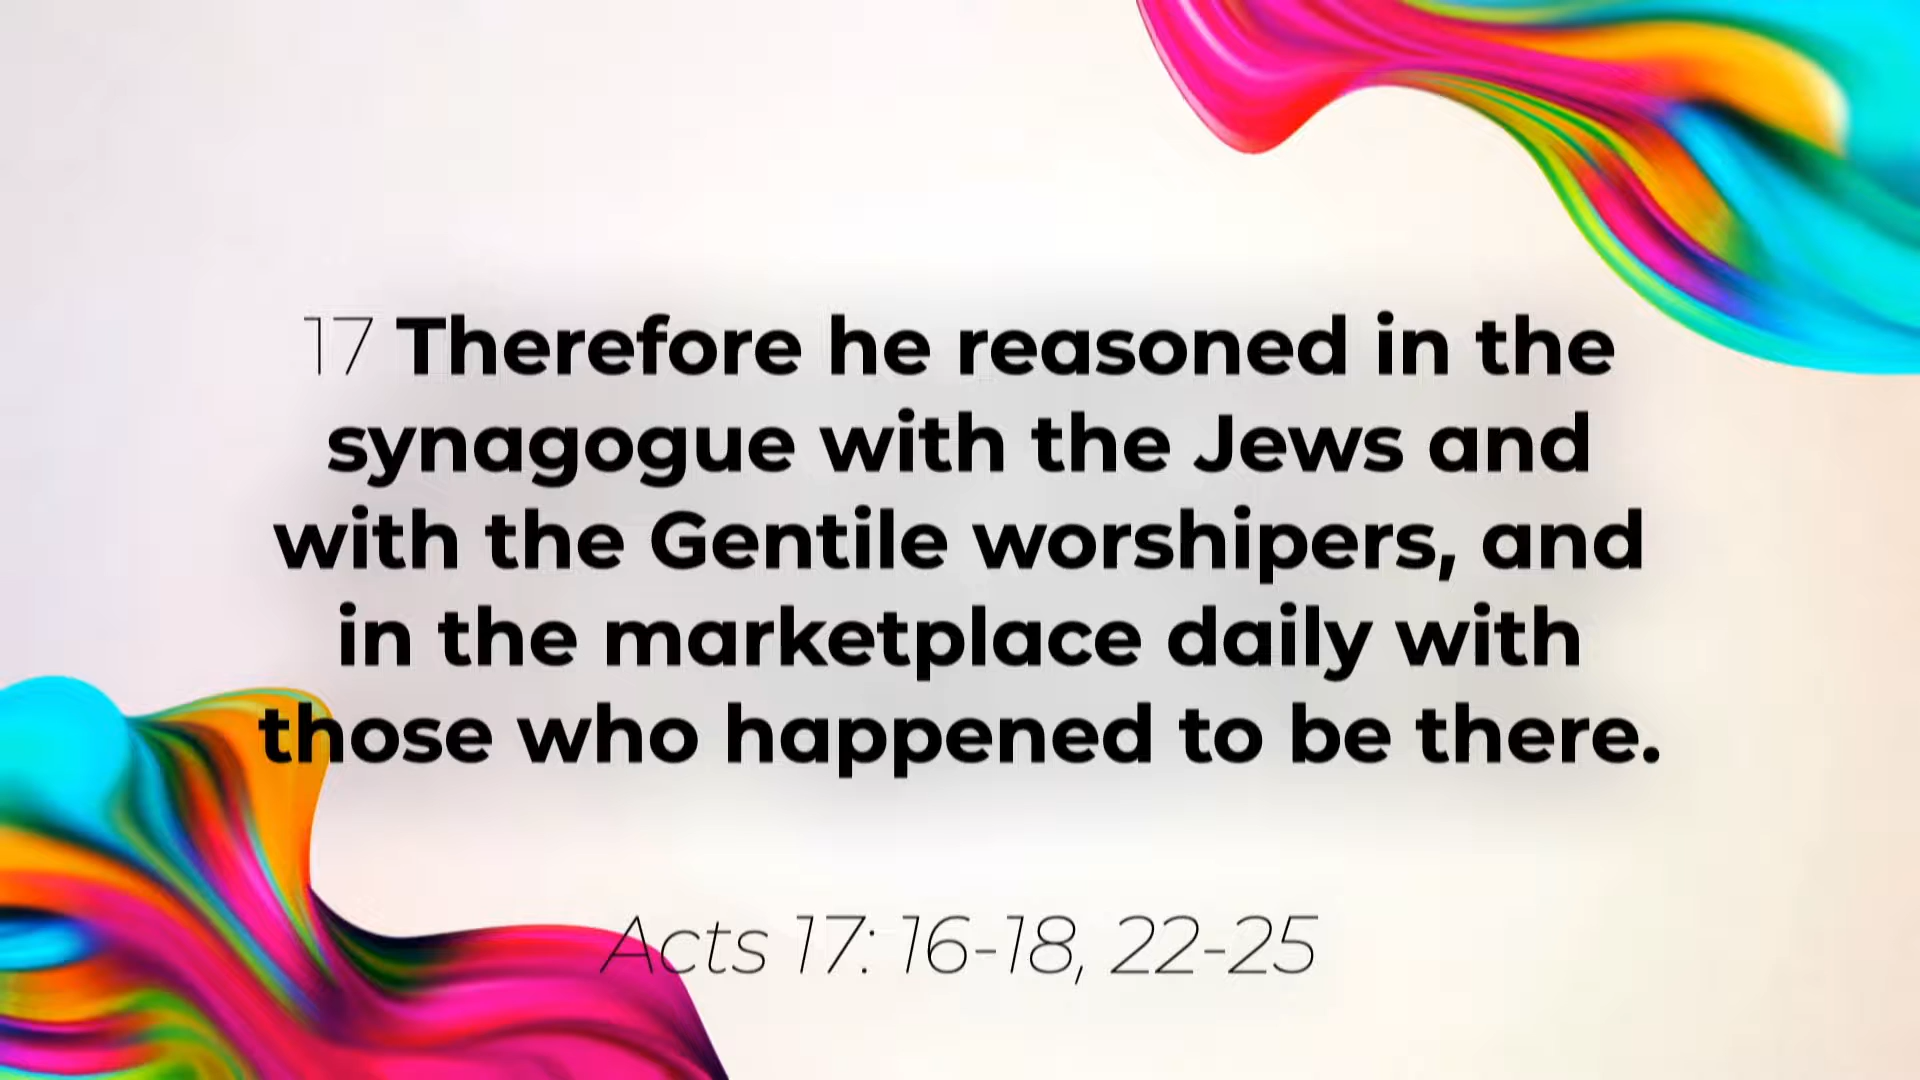 17 Therefore he reasoned in the
synagogue with the Jews and
with the Gentile worshipers, and
in the marketplace daily with
those who happened to be there.
Acts 17: 16-18, 22-25